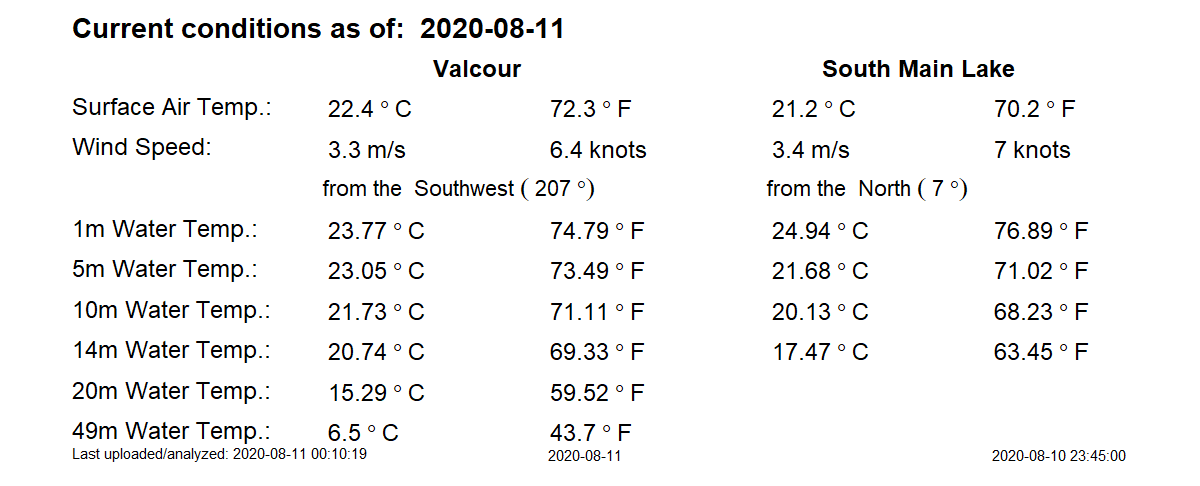 Current conditions as of: 2020-08-11
Valcour South Main Lake
Surface Air Temp.: 22.4 ° C 72.3 ° F 21.2 ° C 70.2 ° F
Wind Speed: 3.3 m/s 6.4 knots 3.4 m/s 7 knots
from the Southwest ( 207 °) from the North ( 7 °)
1m Water Temp.: 23.77 ° C 74.79 ° F 24.94 ° C 76.89 ° F
5m Water Temp.: 23.05 ° C 73.49 ° F 21.68 ° C 71.02 ° F
10m Water Temp.: 21.73 ° C 71.11 ° F 20.13 ° C 68.23 ° F
14m Water Temp.: 20.74 ° C 69.33 ° F 17.47 ° C 63.45 ° F
20m Water Temp.: 15.29 ° C 59.52 ° F
49m Water Temp.: 6.5 ° C 43.7 ° F
Last uploaded/analyzed: 2020-08-11 00:10:19 2020-08-11 2020-08-10 23:45:00